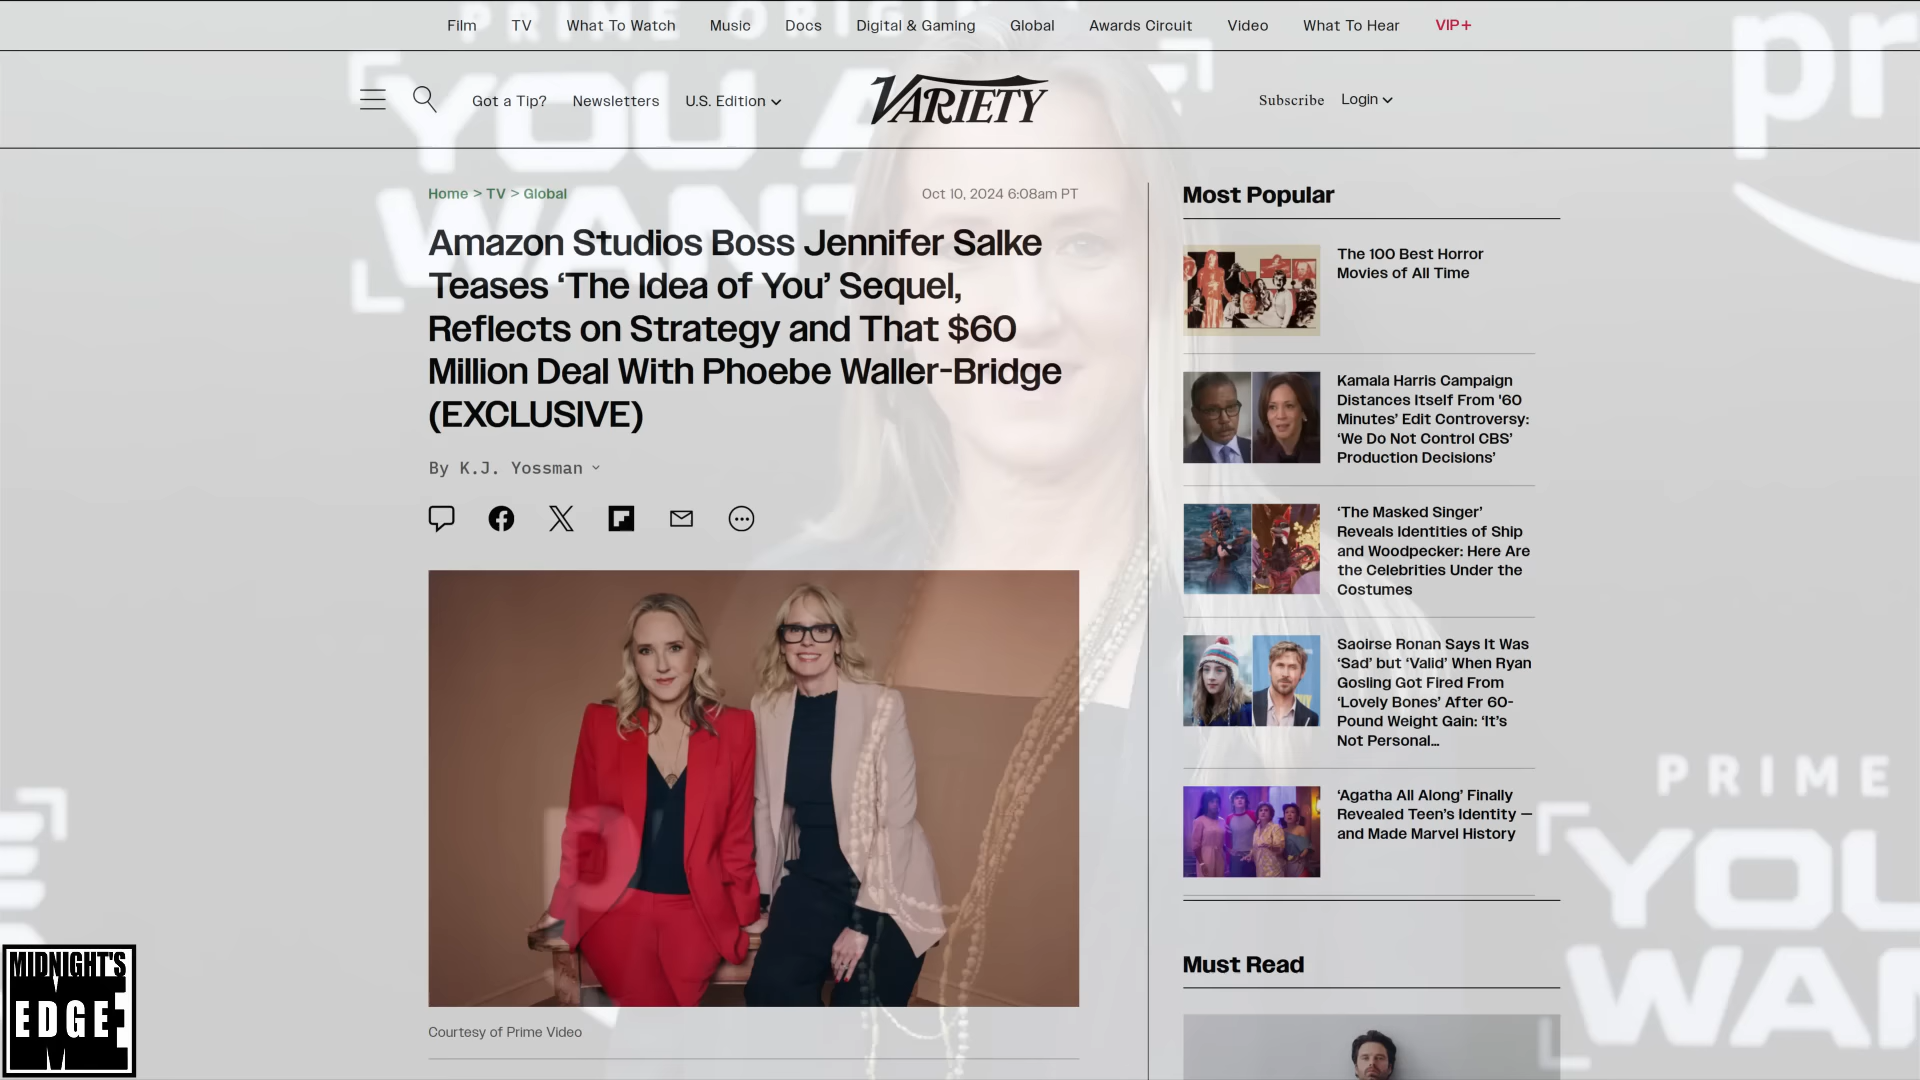 Film TV What To Watch Music Docs Digital & Gaming Global Awards Circuit Video What To Hear VIP+
Got a Tip? Newsletters U.S. Edition
VARIETY
Subscribe Login
Home > TV > Global
Oct 10, 2024 6:08am PT
Amazon Studios Boss Jennifer Salke
Teases ‘The Idea of You’ Sequel,
Reflects on Strategy and That $60
Million Deal With Phoebe Waller-Bridge
(EXCLUSIVE)
By K.J. Yossman
Courtesy of Prime Video
Most Popular
The 100 Best Horror
Movies of All Time
Kamala Harris Campaign
Distances Itself From '60
Minutes’ Edit Controversy:
‘We Do Not Control CBS’
Production Decisions’
‘The Masked Singer’
Reveals Identities of Ship
and Woodpecker: Here Are
the Celebrities Under the
Costumes
Saoirse Ronan Says It Was
‘Sad’ but ‘Valid’ When Ryan
Gosling Got Fired From
‘Lovely Bones’ After 60-
Pound Weight Gain: ‘It’s
Not Personal...
‘Agatha All Along’ Finally
Revealed Teen’s Identity —
and Made Marvel History
Must Read
PRIME
YOU
WAN
PRIME
YOU
WAN
pr
MIDNIGHT'S
EDGE